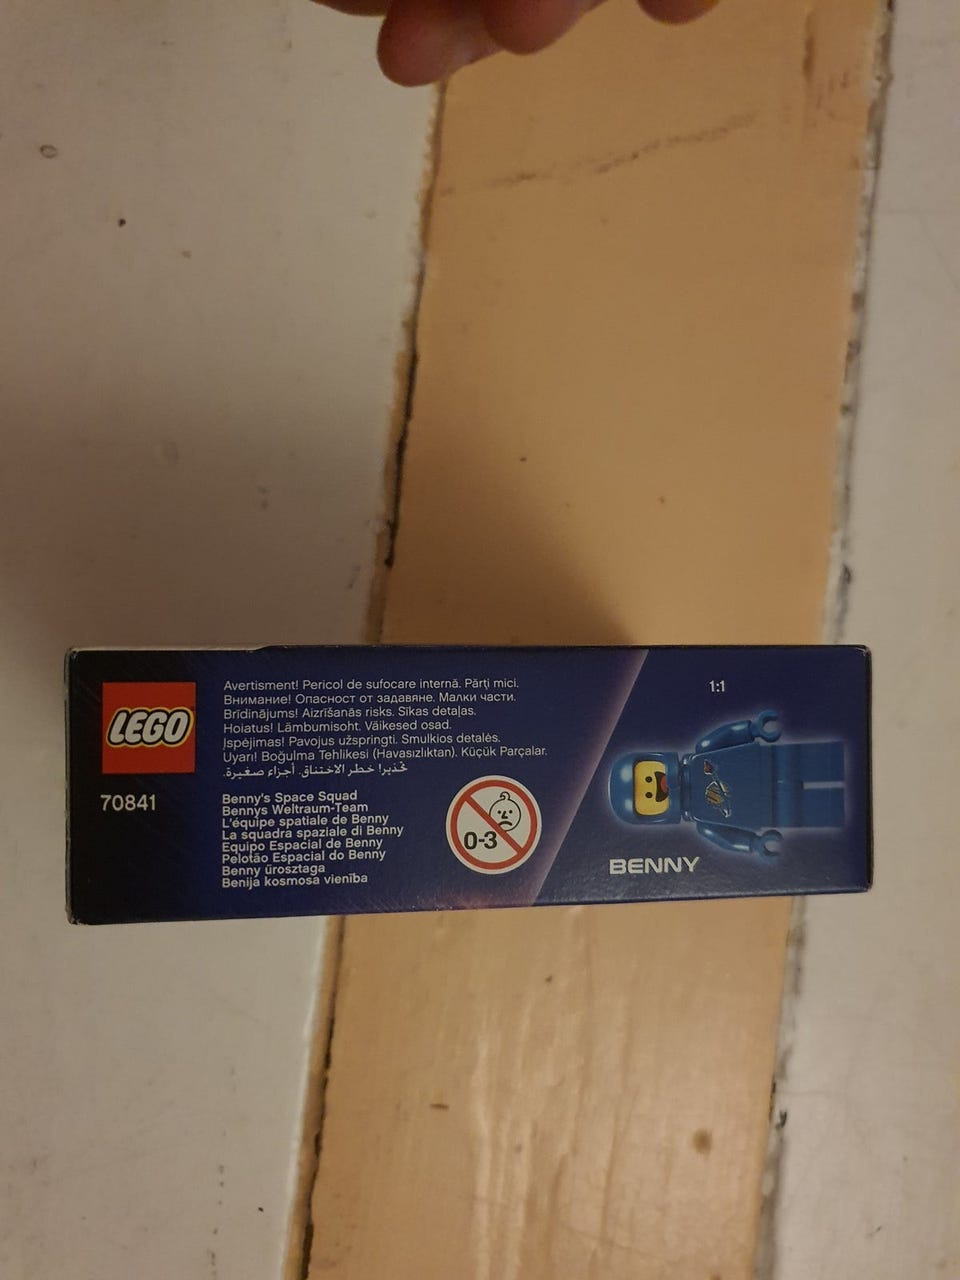 LEGO
70841
Avertisment! Pericol de sufocare internă. Părți mici.
Внимание! Опасност от задавяне. Малки части.
Brīdinājums! Aizrīšanās risks. Sīkas detaļas.
Hoiatus! Lämbumisoht. Väikesed osad.
Įspėjimas! Pavojus užspringti. Smulkios detalės.
Uyarı! Boğulma Tehlikesi (Havasızlıktan). Küçük Parçalar.
تحذير! خطر الاختناق. أجزاء صغيرة.
Benny's Space Squad
Bennys Weltraum-Team
L'équipe spatiale de Benny
La squadra spaziale di Benny
Equipo Espacial de Benny
Pelotão Espacial do Benny
Benny űrosztaga
Benija kosmosa vienība
0-3
1:1
BENNY